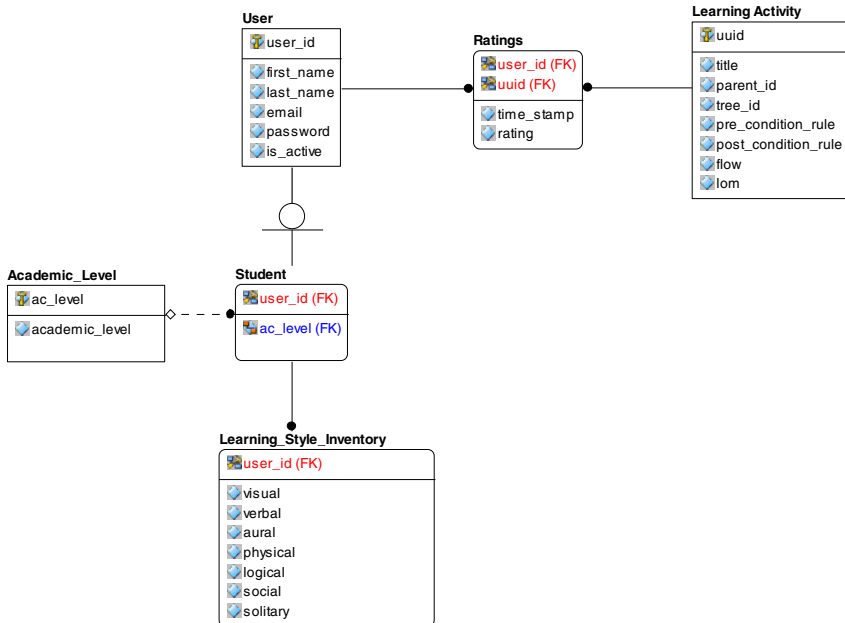 User
user_id
first_name
last_name
email
password
is_active
Ratings
user_id (FK)
uuid (FK)
time_stamp
rating
Learning Activity
uuid
title
parent_id
tree_id
pre_condition_rule
post_condition_rule
flow
lom
Academic_Level
ac_level
academic_level
Student
user_id (FK)
ac_level (FK)
Learning_Style_Inventory
user_id (FK)
visual
verbal
aural
physical
logical
social
solitary